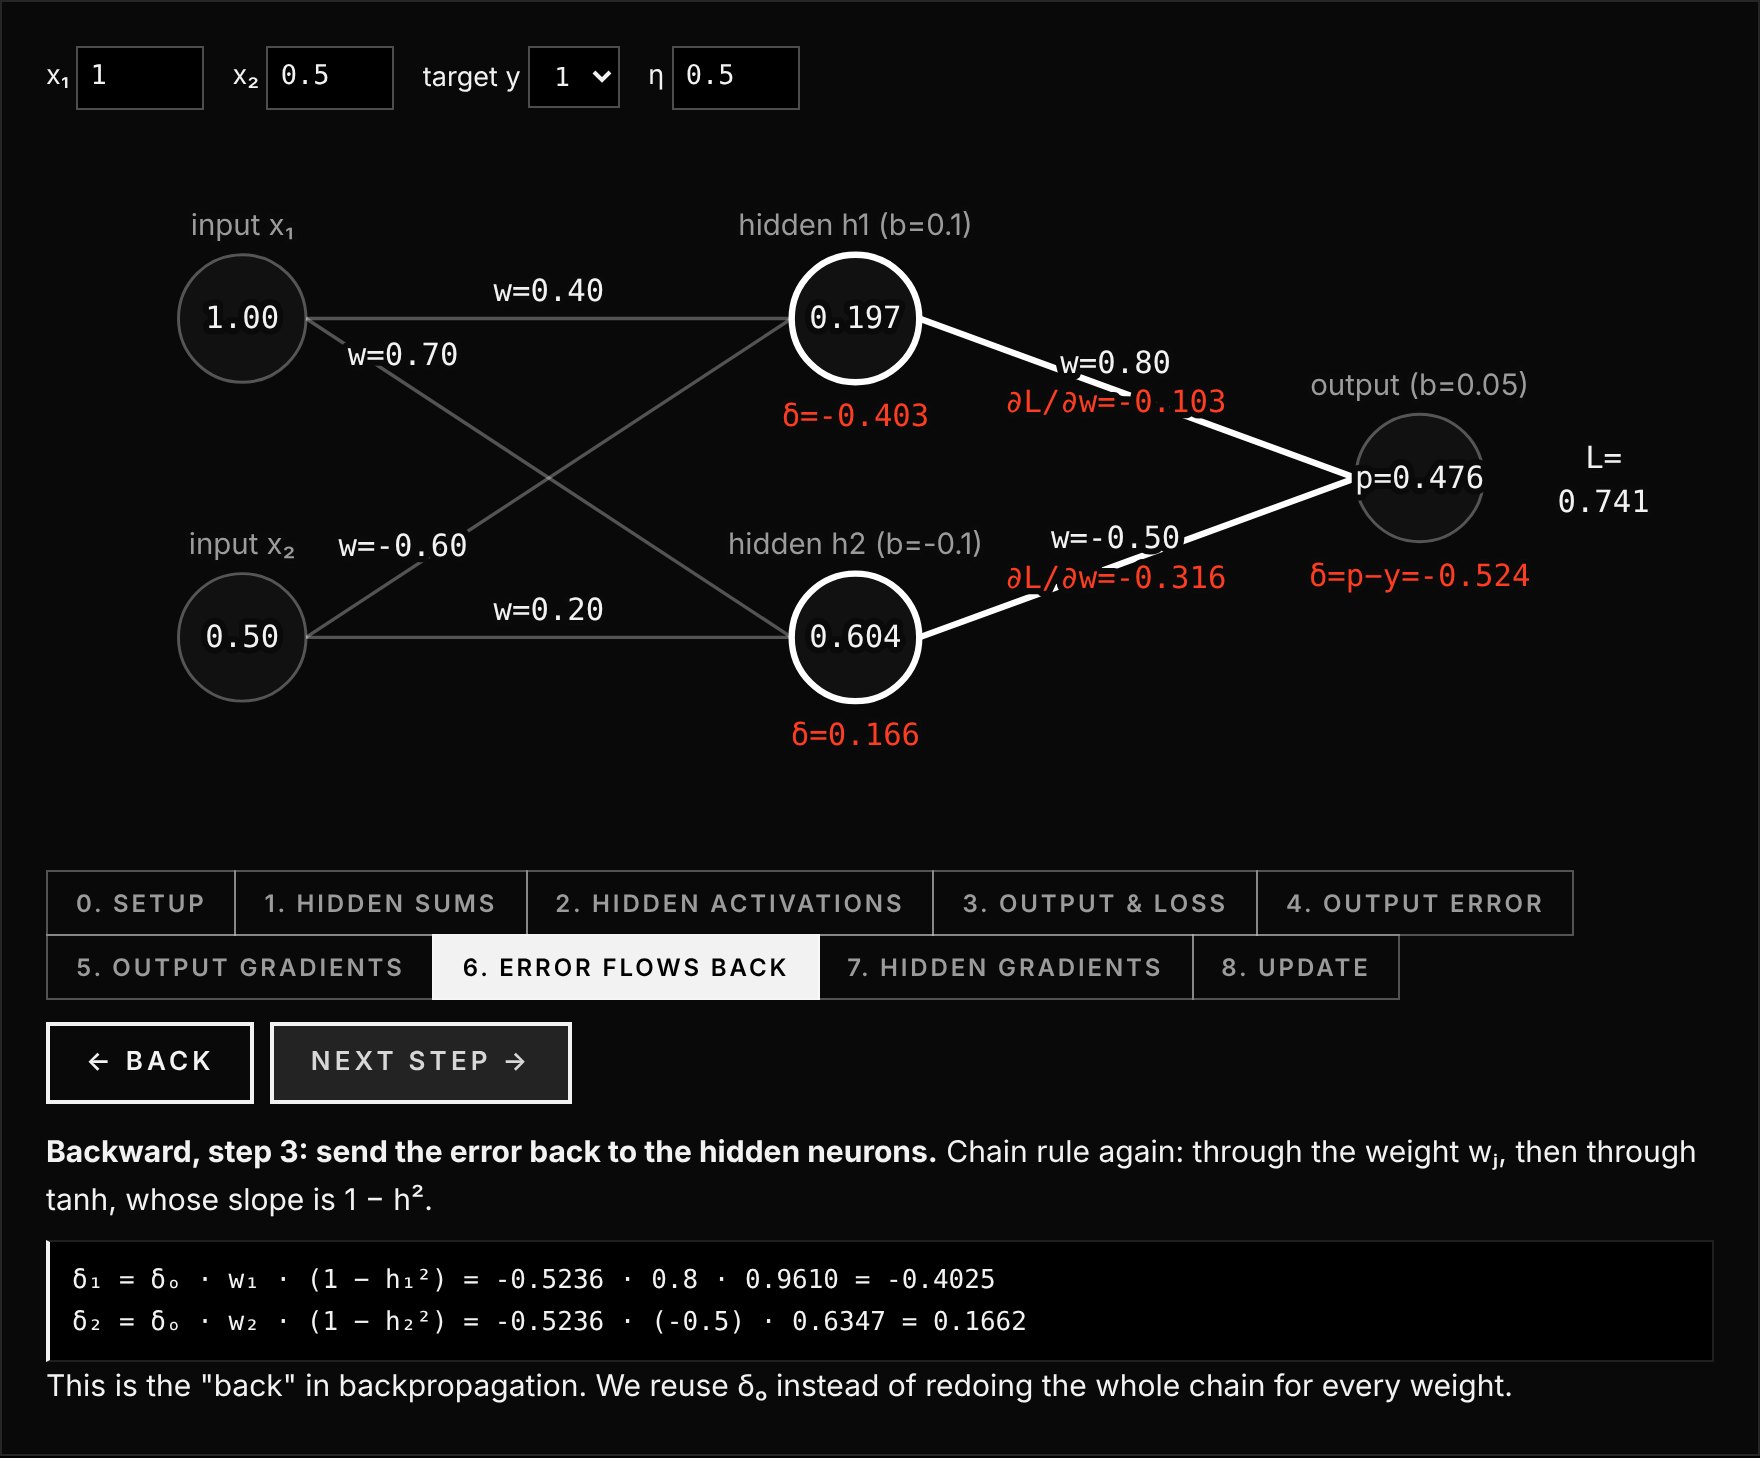 x₁ 1 x₂ 0.5 target y 1 η 0.5
input x₁ hidden h1 (b=0.1)
w=0.40
1.00 0.197
w=0.70 w=0.80
output (b=0.05)
δ=-0.403 ∂L/∂w=-0.103
L=
p=0.476
0.741
input x₂ w=-0.60 hidden h2 (b=-0.1) w=-0.50
∂L/∂w=-0.316 δ=p−y=-0.524
w=0.20
0.50 0.604
δ=0.166
0. SETUP 1. HIDDEN SUMS 2. HIDDEN ACTIVATIONS 3. OUTPUT & LOSS 4. OUTPUT ERROR
5. OUTPUT GRADIENTS 6. ERROR FLOWS BACK 7. HIDDEN GRADIENTS 8. UPDATE
← BACK NEXT STEP →
Backward, step 3: send the error back to the hidden neurons. Chain rule again: through the weight wⱼ, then through
tanh, whose slope is 1 − h².
δ₁ = δₒ · w₁ · (1 − h₁²) = -0.5236 · 0.8 · 0.9610 = -0.4025
δ₂ = δₒ · w₂ · (1 − h₂²) = -0.5236 · (-0.5) · 0.6347 = 0.1662
This is the "back" in backpropagation. We reuse δₒ instead of redoing the whole chain for every weight.